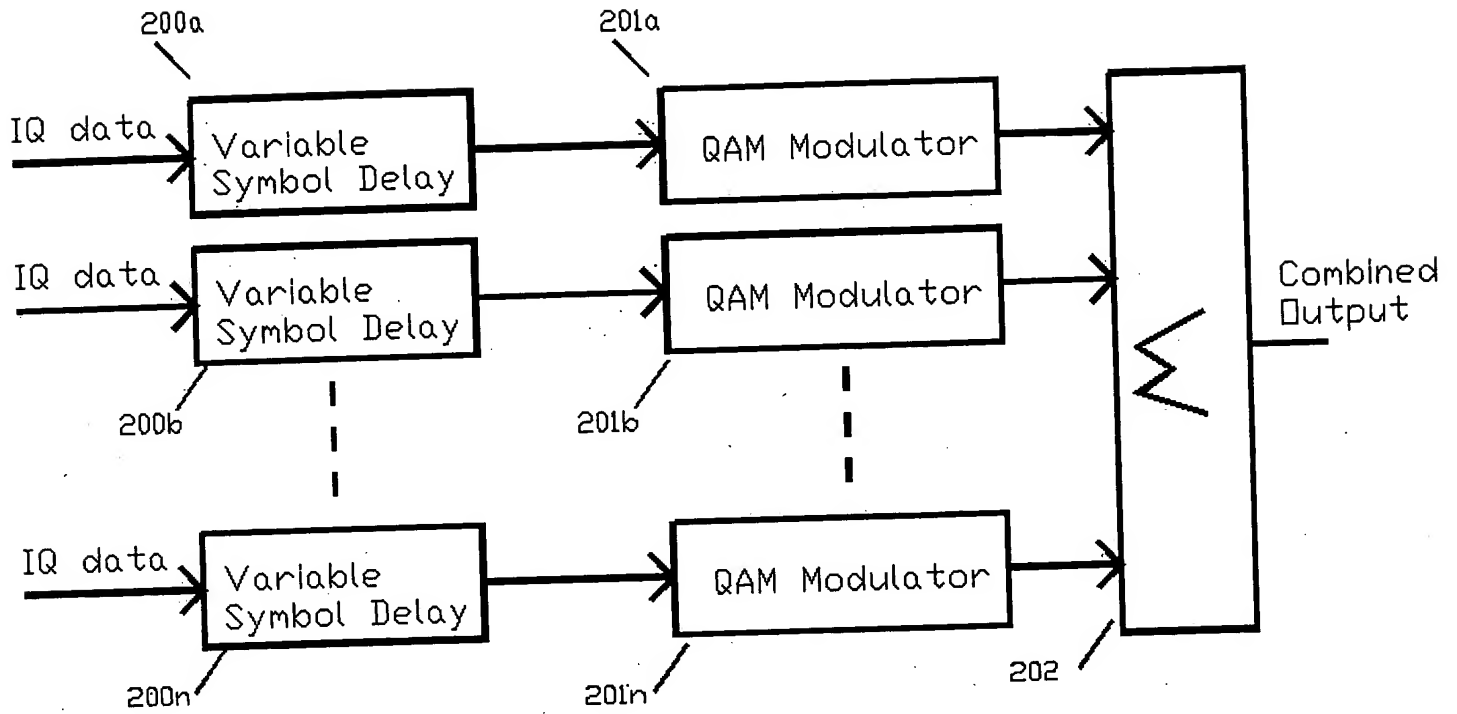 200a
201a
IQ data
Variable
Symbol Delay
QAM Modulator
IQ data
Variable
Symbol Delay
QAM Modulator
Combined
Output
Σ
200b
201b
IQ data
Variable
Symbol Delay
QAM Modulator
200n
201n
202